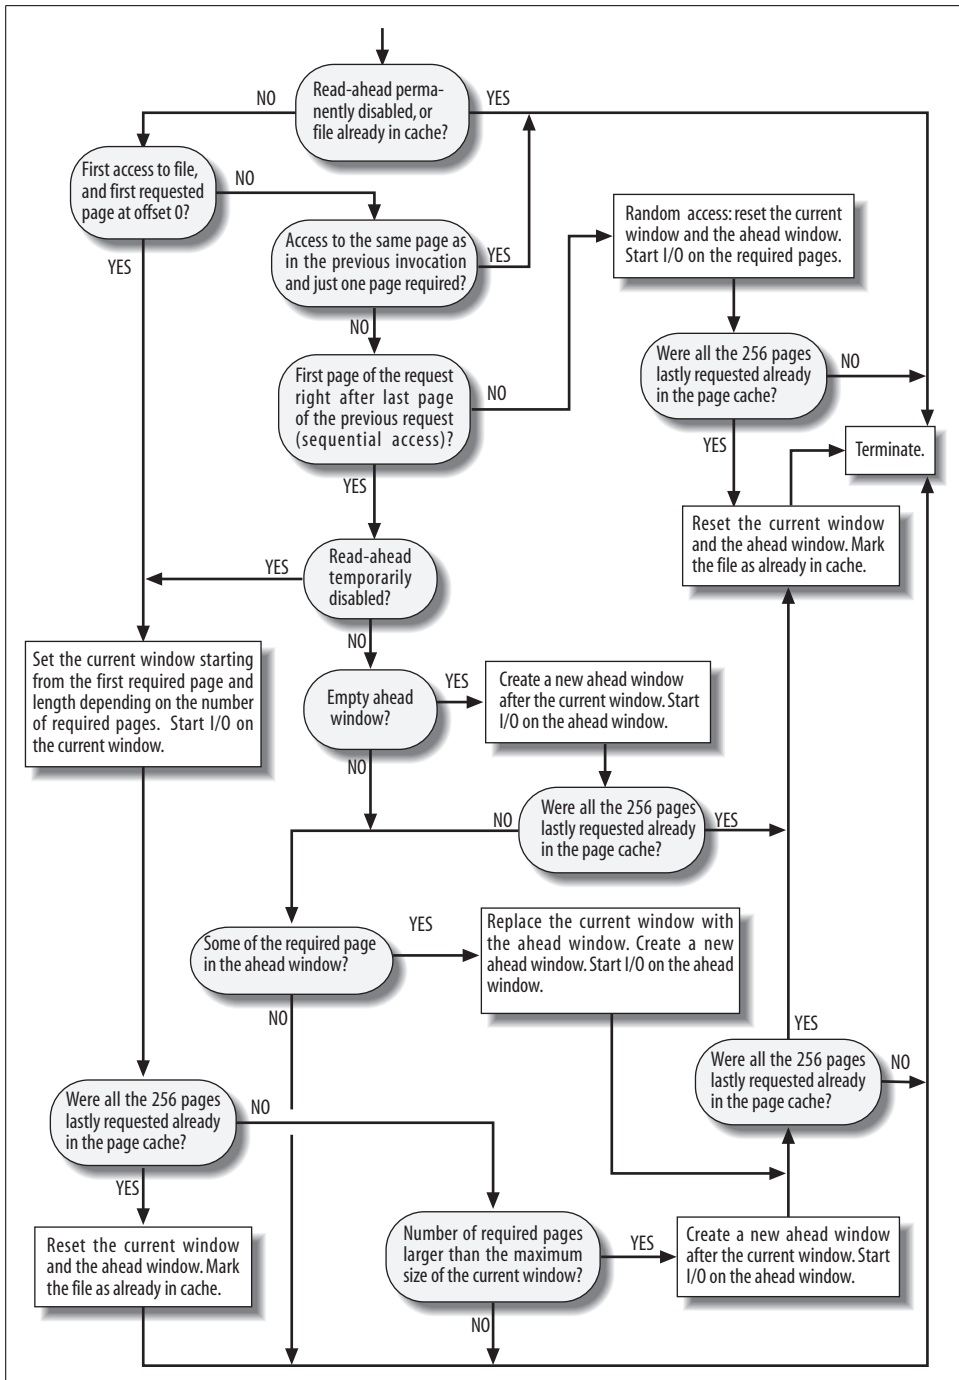 Read-ahead perma-
nently disabled, or
file already in cache?
NO
YES
First access to file,
and first requested
page at offset 0?
NO
YES
Access to the same page as
in the previous invocation
and just one page required?
YES
NO
Random access: reset the current
window and the ahead window.
Start I/O on the required pages.
First page of the request
right after last page
of the previous request
(sequential access)?
NO
YES
Were all the 256 pages
lastly requested already
in the page cache?
NO
YES
Terminate.
Reset the current window
and the ahead window. Mark
the file as already in cache.
Read-ahead
temporarily
disabled?
YES
NO
Set the current window starting
from the first required page and
length depending on the number
of required pages. Start I/O on
the current window.
Empty ahead
window?
YES
NO
Create a new ahead window
after the current window. Start
I/O on the ahead window.
Were all the 256 pages
lastly requested already
in the page cache?
NO
YES
Some of the required page
in the ahead window?
YES
NO
Replace the current window with
the ahead window. Create a new
ahead window. Start I/O on the ahead
window.
YES
Were all the 256 pages
lastly requested already
in the page cache?
NO
Were all the 256 pages
lastly requested already
in the page cache?
NO
YES
Reset the current window
and the ahead window. Mark
the file as already in cache.
Number of required pages
larger than the maximum
size of the current window?
YES
NO
Create a new ahead window
after the current window. Start
I/O on the ahead window.